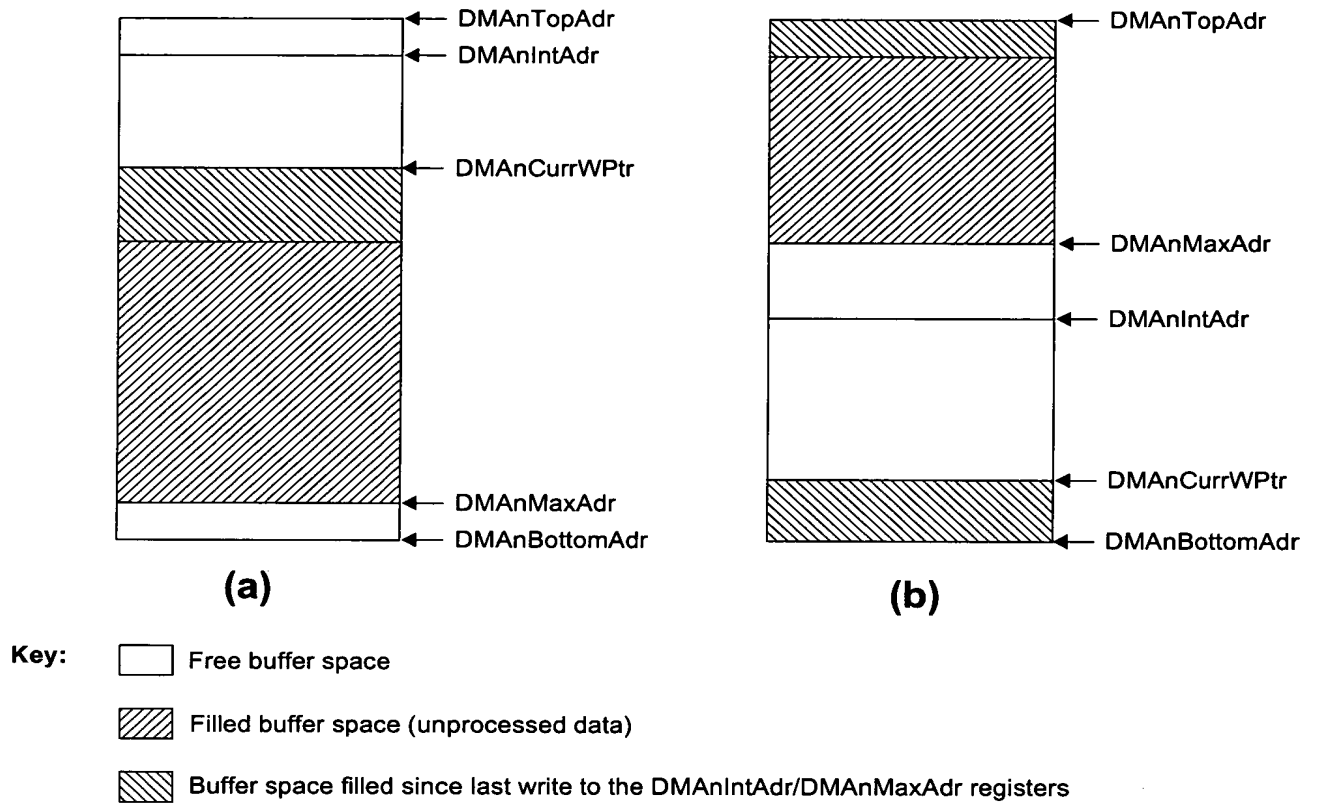 DMAnTopAdr
DMAnIntAdr
DMAnCurrWPtr
DMAnMaxAdr
DMAnBottomAdr
(a)
DMAnTopAdr
DMAnMaxAdr
DMAnIntAdr
DMAnCurrWPtr
DMAnBottomAdr
(b)
Key:
Free buffer space
Filled buffer space (unprocessed data)
Buffer space filled since last write to the DMAnIntAdr/DMAnMaxAdr registers